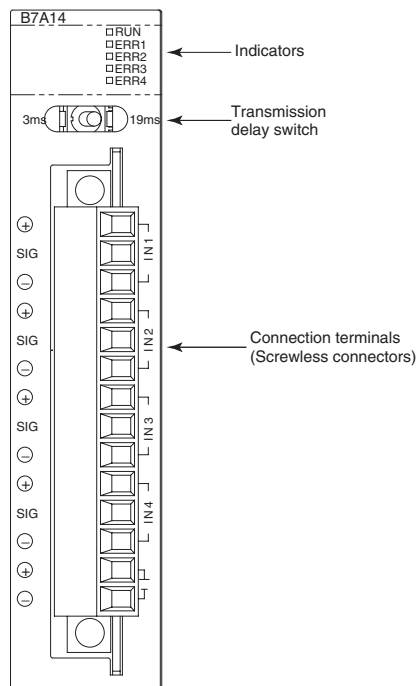 B7A14
RUN
ERR1
ERR2
ERR3
ERR4
Indicators
3ms
19ms
Transmission
delay switch
+
SIG
−
IN1
+
SIG
−
IN2
Connection terminals
(Screwless connectors)
+
SIG
−
IN3
+
SIG
−
IN4
+
−